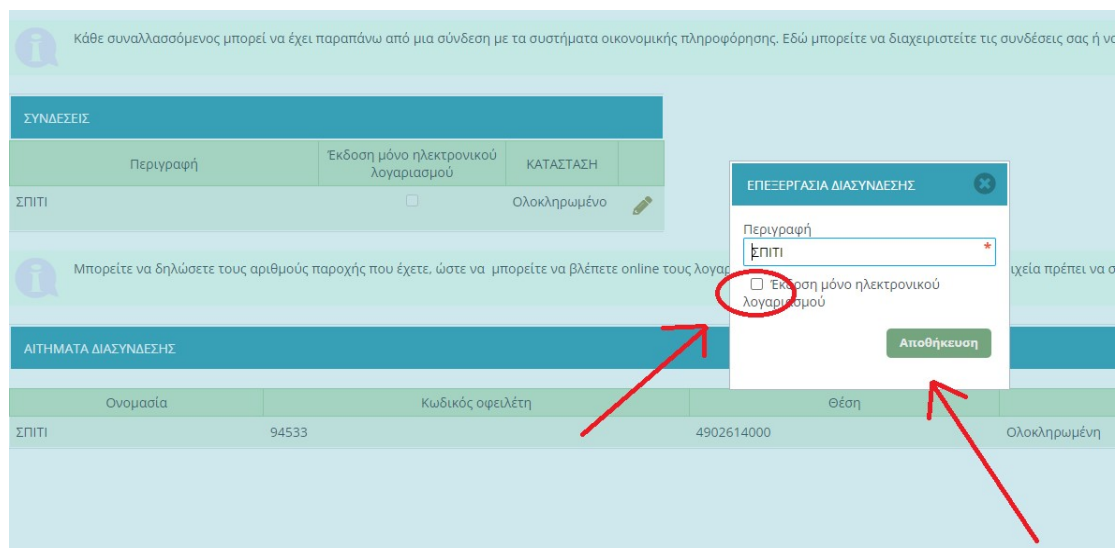 Κάθε συναλλασσόμενος μπορεί να έχει παραπάνω από μια σύνδεση με τα συστήματα οικονομικής πληροφόρησης. Εδώ μπορείτε να διαχειριστείτε τις συνδέσεις σας ή
ΣΥΝΔΕΣΕΙΣ
Περιγραφή Έκδοση μόνο ηλεκτρονικού λογαριασμού ΚΑΤΑΣΤΑΣΗ
ΣΠΙΤΙ Ολοκληρωμένο
ΕΠΕΞΕΡΓΑΣΙΑ ΔΙΑΣΥΝΔΕΣΗΣ
Περιγραφή
ΣΠΙΤΙ *
Έκδοση μόνο ηλεκτρονικού
λογαριασμού
Αποθήκευση
Μπορείτε να δηλώσετε τους αριθμούς παροχής που έχετε, ώστε να μπορείτε να βλέπετε online τους πρέπει να
ΑΙΤΗΜΑΤΑ ΔΙΑΣΥΝΔΕΣΗΣ
Ονομασία Κωδικός οφειλέτη Θέση
ΣΠΙΤΙ 94533 4902614000 Ολοκληρωμένη